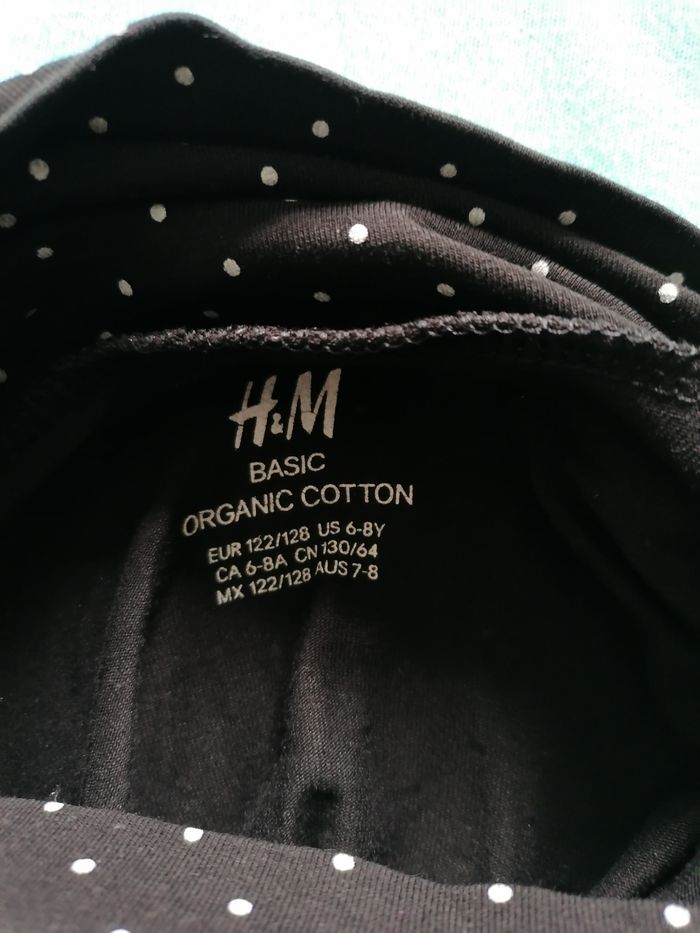 H&M
BASIC
ORGANIC COTTON
EUR 122/128 US 6-8Y
CA 6-8A CN 130/64
MX 122/128 AUS 7-8